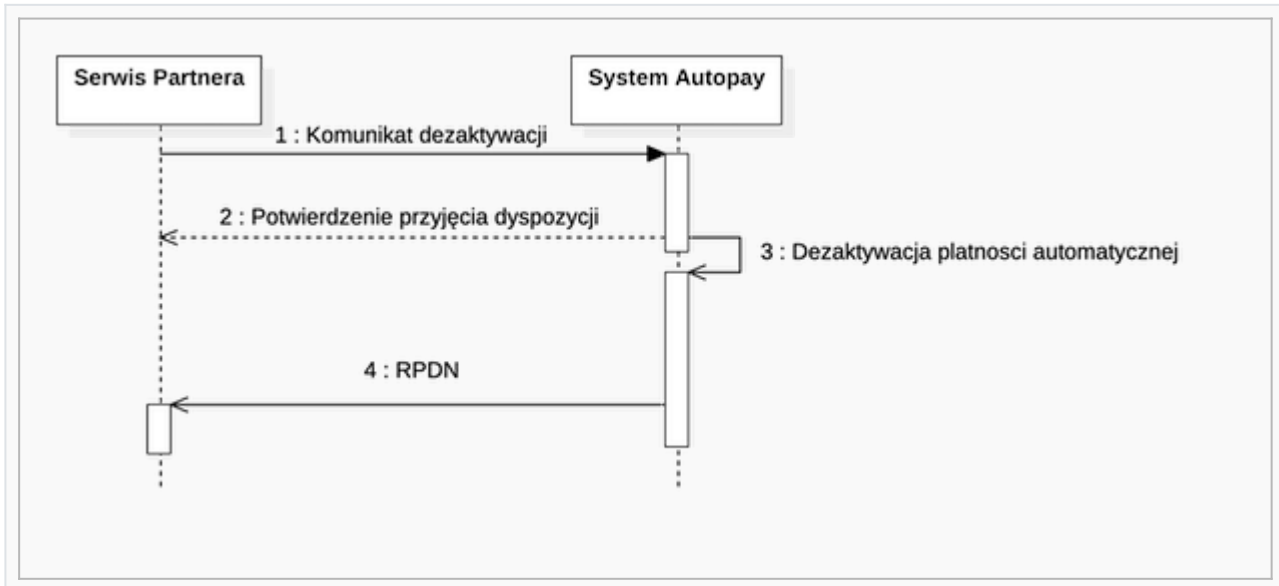 Serwis Partnera
System Autopay
1 : Komunikat dezaktywacji
2 : Potwierdzenie przyjęcia dyspozycji
3 : Dezaktywacja platnosci automatycznej
4 : RPDN